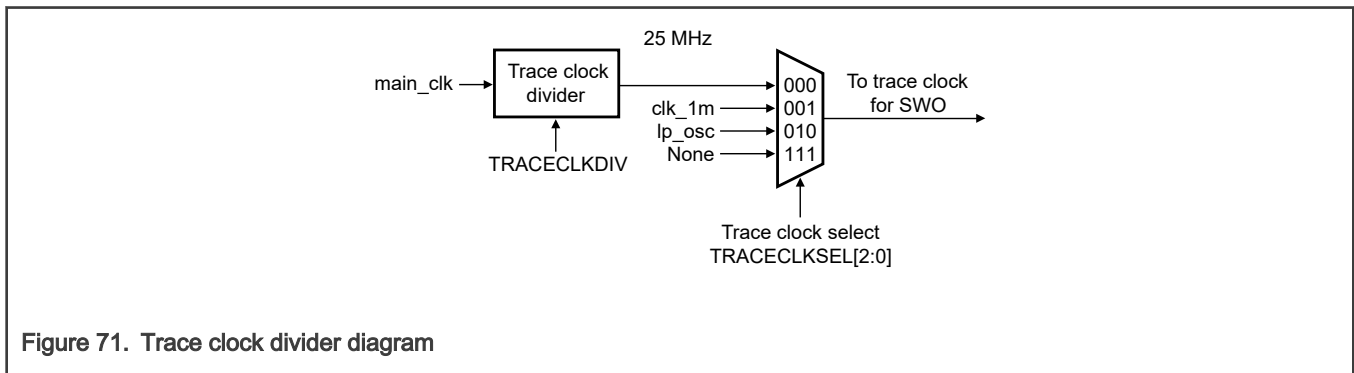 25 MHz
main_clk
Trace clock
divider
TRACECLKDIV
clk_1m
lp_osc
None
000
001
010
111
To trace clock
for SWO
Trace clock select
TRACECLKSEL[2:0]
Figure 71. Trace clock divider diagram